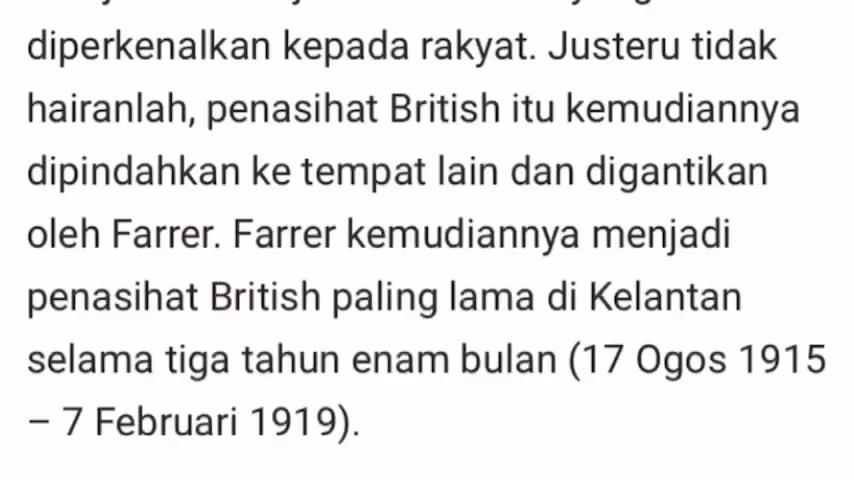 diperkenalkan kepada rakyat. Justeru tidak
hairanlah, penasihat British itu kemudiannya
dipindahkan ke tempat lain dan digantikan
oleh Farrer. Farrer kemudiannya menjadi
penasihat British paling lama di Kelantan
selama tiga tahun enam bulan (17 Ogos 1915
– 7 Februari 1919).